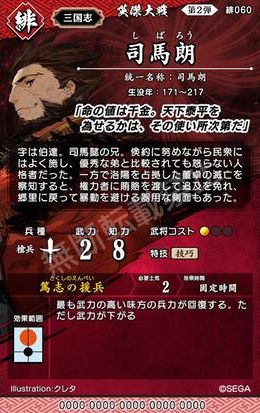 緋
三国志
英傑大戦
第2弾
緋060
しばろう
司馬朗
統一名称：司馬朗
生没年：171～217
「命の値は千金。天下泰平を
為せるかは、その使い所次第だ」
字は伯達。司馬懿の兄。倹約に努めながら民衆に
はよく施し、優秀な弟と比較されても怒らない人
格者だった。一方で洛陽を占拠した董卓の滅亡を
察知すると、権力者に賄賂を渡して追及を免れ、
郷里に戻って暴動を避ける器用な側面もあった。
兵種 武力 知力 武将コスト
槍兵 2 8 特技 技巧
とくしのえんぺい
篤志の援兵
必要士気 2
効果時間 固定時間
効果範囲
最も武力の高い味方の兵力が回復する。た
だし武力が下がる
Illustration:クレタ
©SEGA
0000-0000-0000-0000-0000